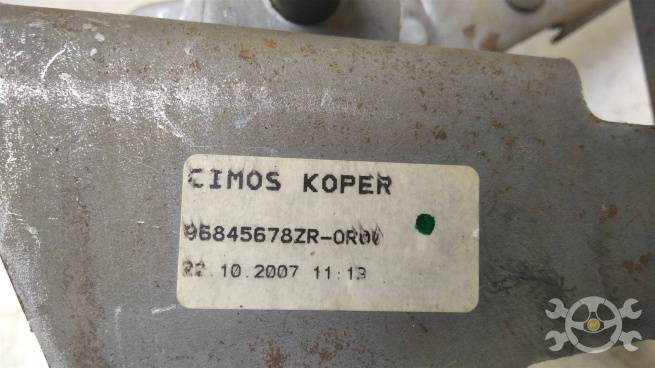 CIMOS KOPER
96845678ZR-0R00
22.10.2007 11:13